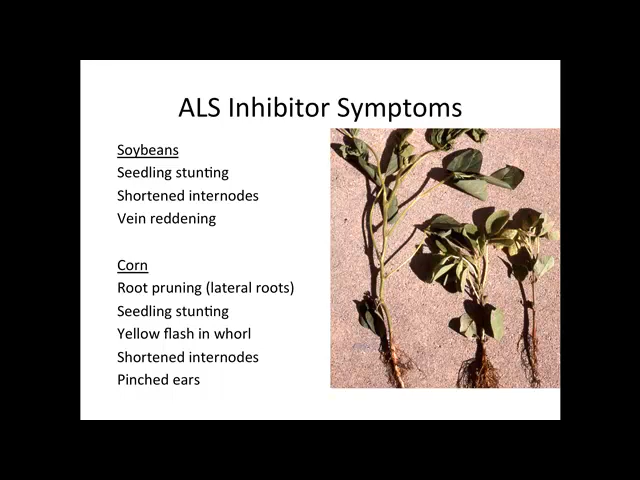 ALS Inhibitor Symptoms
Soybeans
Seedling stunting
Shortened internodes
Vein reddening
Corn
Root pruning (lateral roots)
Seedling stunting
Yellow flash in whorl
Shortened internodes
Pinched ears